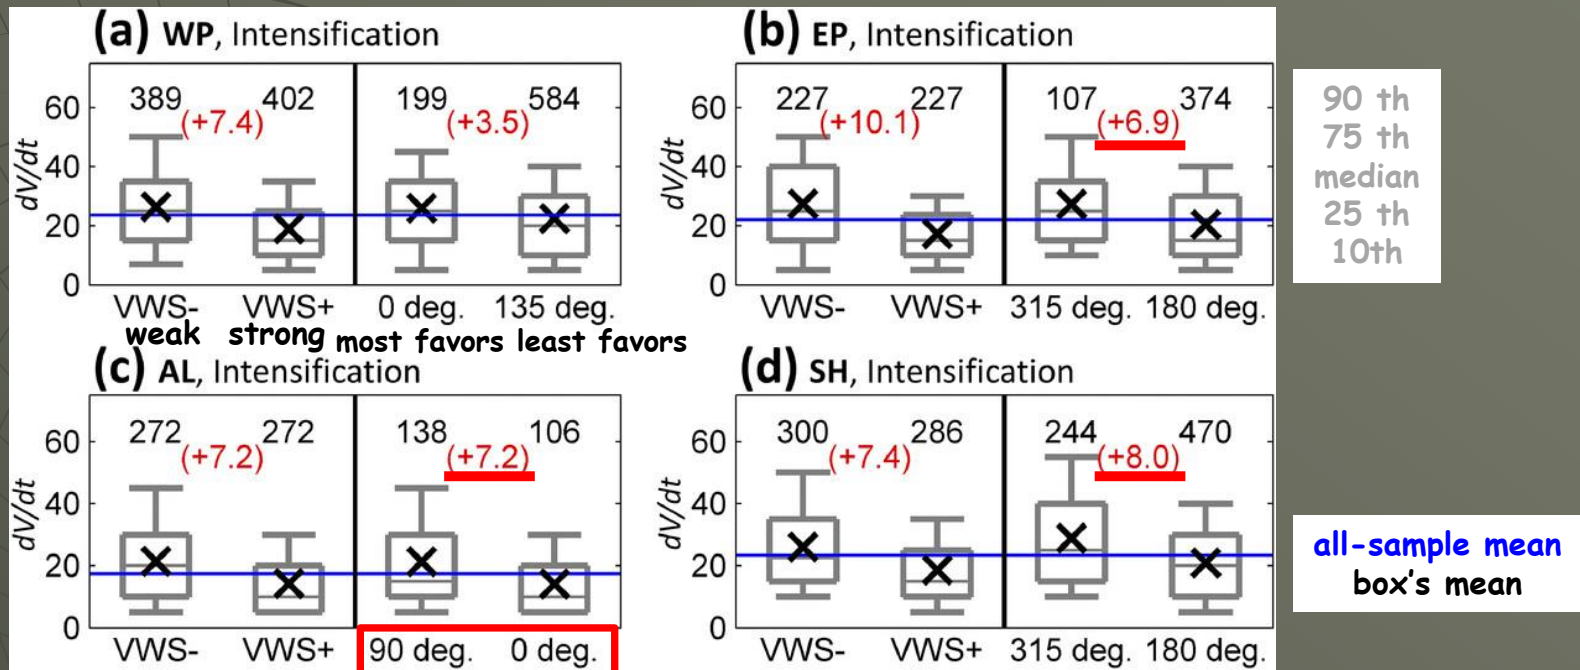 (a) WP, Intensification
dV/dt
60
40
20
0
389 (+7.4) 402
199 (+3.5) 584
VWS- VWS+ 0 deg. 135 deg.
weak strong most favors least favors
(b) EP, Intensification
dV/dt
60
40
20
0
227 (+10.1) 227
107 (+6.9) 374
VWS- VWS+ 315 deg. 180 deg.
90 th
75 th
median
25 th
10th
(c) AL, Intensification
dV/dt
60
40
20
0
272 (+7.2) 272
138 (+7.2) 106
VWS- VWS+ 90 deg. 0 deg.
(d) SH, Intensification
dV/dt
60
40
20
0
300 (+7.4) 286
244 (+8.0) 470
VWS- VWS+ 315 deg. 180 deg.
all-sample mean
box's mean